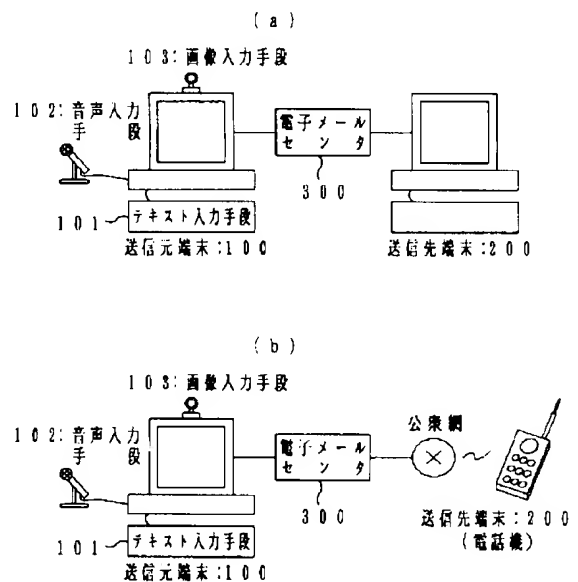 (a)
103:画像入力手段
102:音声入力
手段
電子メール
センタ
300
101
テキスト入力手段
送信元端末:100
送信先端末:200
(b)
103:画像入力手段
102:音声入力
手段
電子メール
センタ
300
公衆網
101
テキスト入力手段
送信元端末:100
送信先端末:200
(電話機)